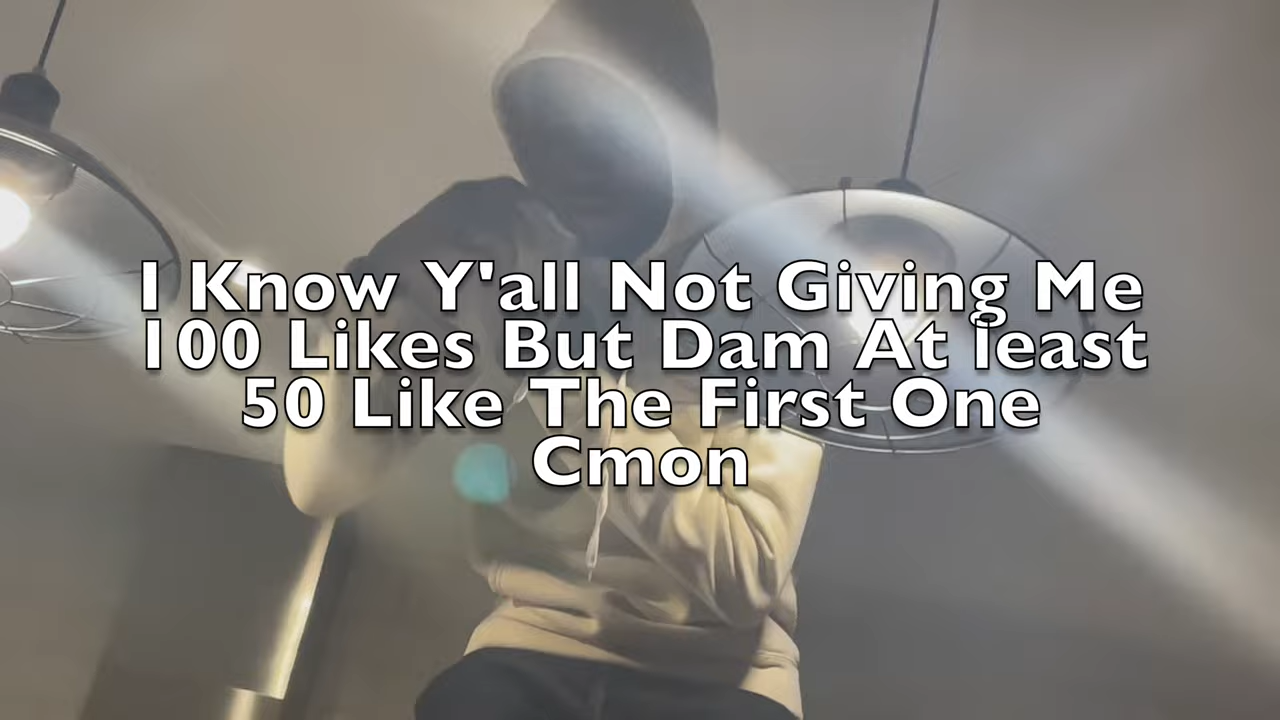 I Know Y'all Not Giving Me
100 Likes But Dam At least
50 Like The First One
Cmon